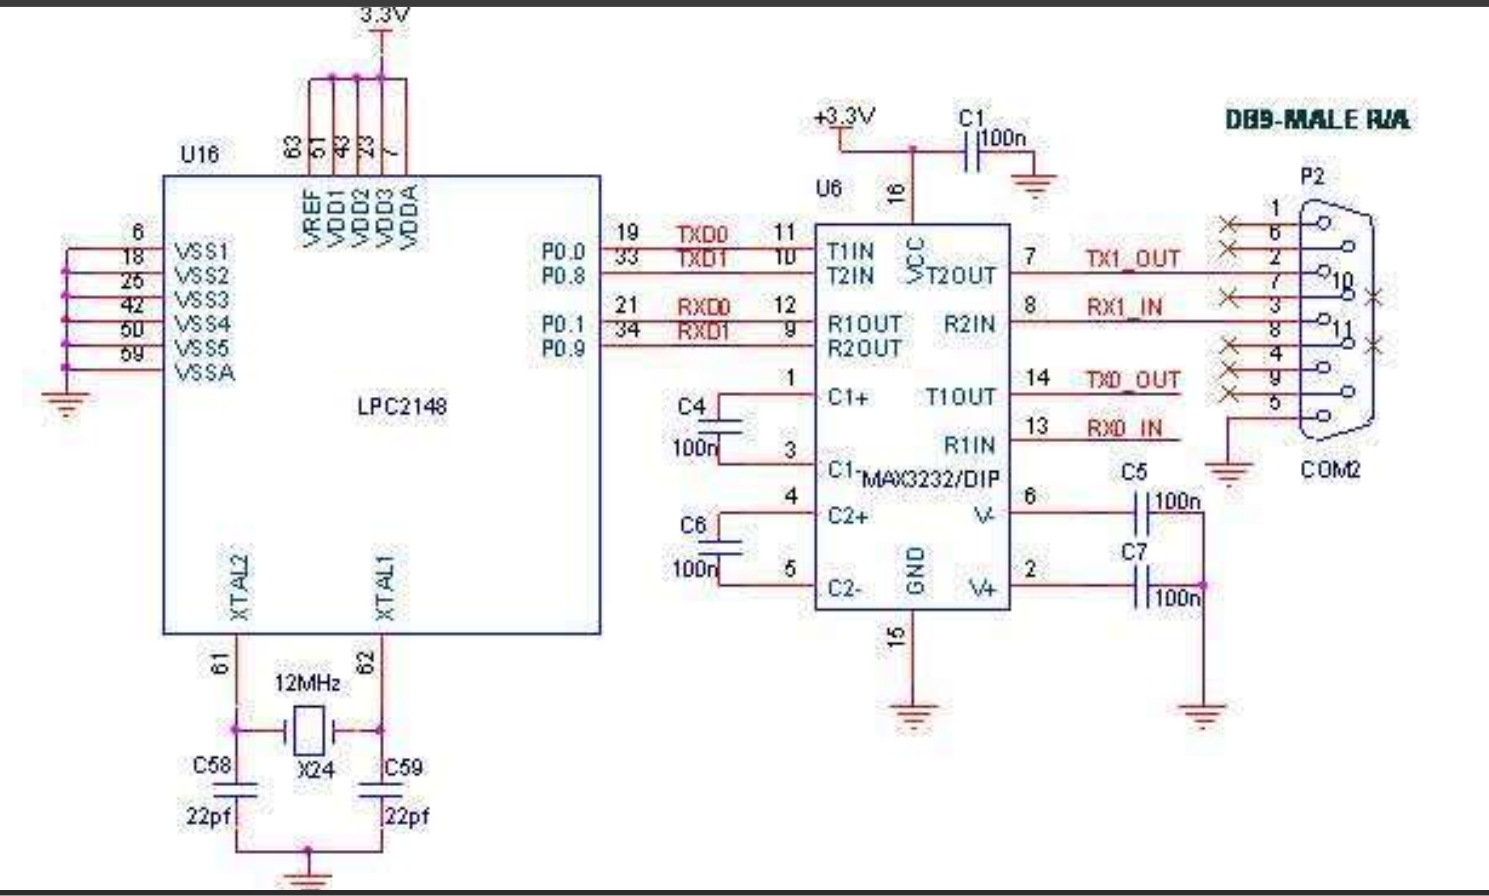 3.3V
U16
63
51
43
23
7
VREF
VDD1
VDD2
VDD3
VDDA
6
VSS1
18
VSS2
25
VSS3
42
VSS4
50
VSS5
59
VSSA
LPC2148
P0.0
19
TXD0
P0.8
33
TXD1
P0.1
21
RXD0
P0.9
34
RXD1
XTAL2
XTAL1
61
62
12MHz
X24
C58
22pf
C59
22pf
+3.3V
C1
100n
U6
16
VCC
11
T1IN
10
T2IN
12
R1OUT
9
R2OUT
1
C1+
3
C1-
4
C2+
5
C2-
C4
100n
C6
100n
MAX3232/DIP
GND
15
T2OUT
7
TX1_OUT
R2IN
8
RX1_IN
T1OUT
14
TX0_OUT
R1IN
13
RX0_IN
V-
6
V+
2
C5
100n
C7
100n
DB9-MALE R/A
P2
1
6
2
7
10
3
8
11
4
9
5
COM2